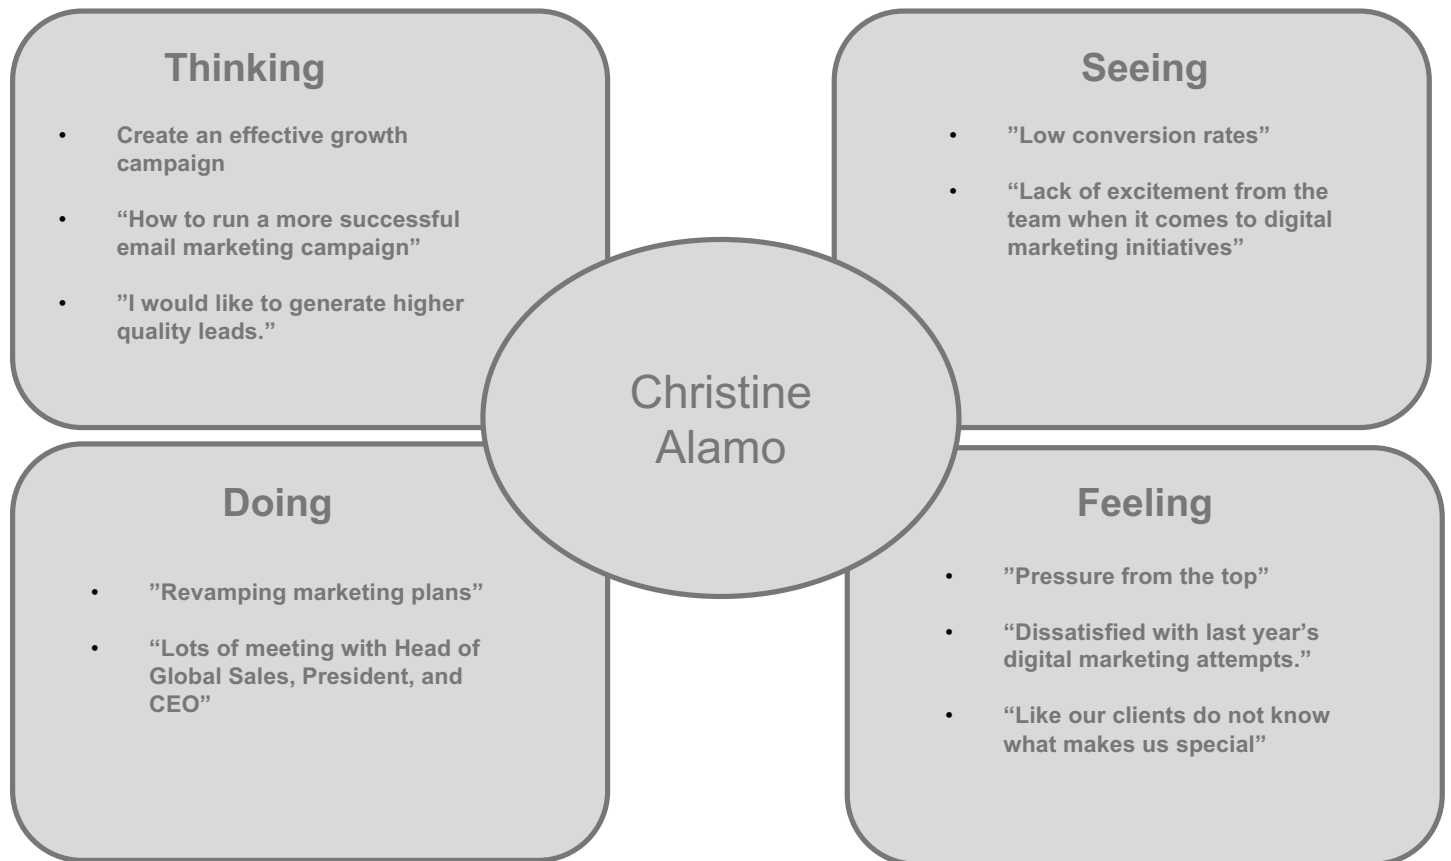 Thinking
• Create an effective growth
campaign
• “How to run a more successful
email marketing campaign”
• ”I would like to generate higher
quality leads.”
Seeing
• ”Low conversion rates”
• “Lack of excitement from the
team when it comes to digital
marketing initiatives”
Christine
Alamo
Doing
• ”Revamping marketing plans”
• “Lots of meeting with Head of
Global Sales, President, and
CEO”
Feeling
• ”Pressure from the top”
• “Dissatisfied with last year’s
digital marketing attempts.”
• “Like our clients do not know
what makes us special”